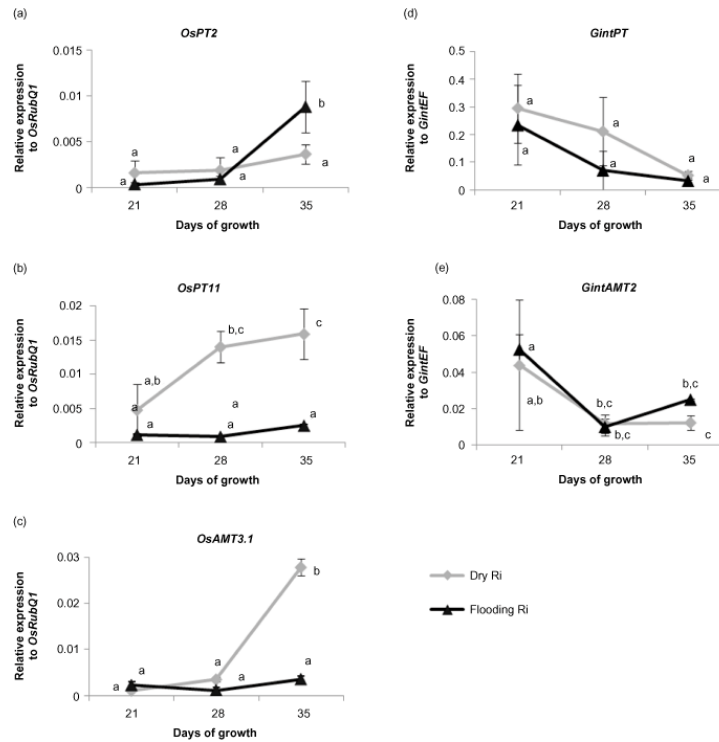 (a)
OsPT2
Relative expression
to OsRubQ1
0.015
0.01
0.005
0
a
a
a
a
b
a
21
28
35
Days of growth
(b)
OsPT11
Relative expression
to OsRubQ1
0.02
0.015
0.01
0.005
0
a,b
b,c
c
a
a
a
a
a
21
28
35
Days of growth
(c)
OsAMT3.1
Relative expression
to OsRubQ1
0.03
0.02
0.01
0
a
a
a
a
b
a
21
28
35
Days of growth
(d)
GintPT
Relative expression
to GintEF
0.5
0.4
0.3
0.2
0.1
0
a
a
a
a
a
a
21
28
35
Days of growth
(e)
GintAMT2
Relative expression
to GintEF
0.08
0.06
0.04
0.02
0
a
a,b
b,c
b,c
b,c
c
21
28
35
Days of growth
Dry Ri
Flooding Ri